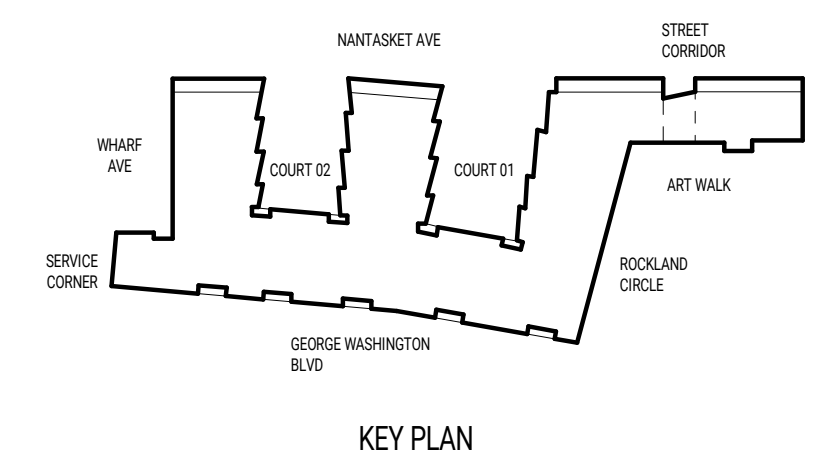 STREET
CORRIDOR
NANTASKET AVE
WHARF
AVE
COURT 02
COURT 01
ART WALK
SERVICE
CORNER
ROCKLAND
CIRCLE
GEORGE WASHINGTON
BLVD
KEY PLAN